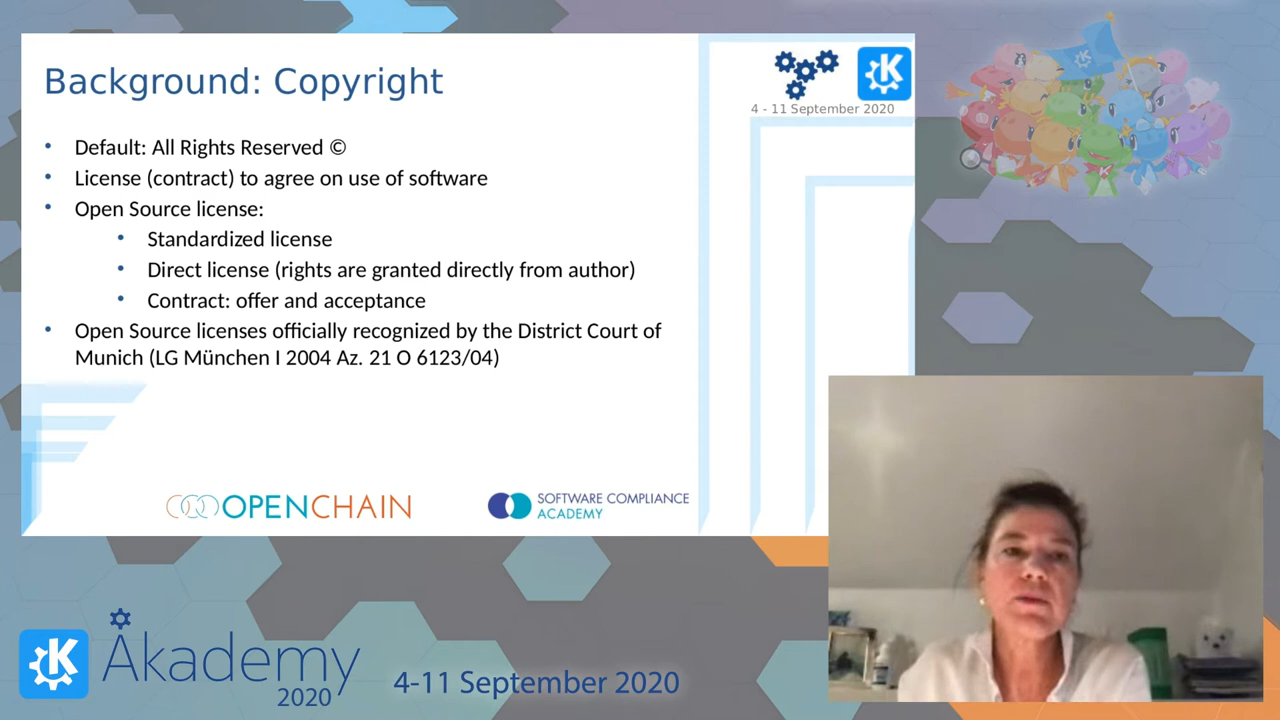 Background: Copyright
4 - 11 September 2020
• Default: All Rights Reserved ©
• License (contract) to agree on use of software
• Open Source license:
• Standardized license
• Direct license (rights are granted directly from author)
• Contract: offer and acceptance
• Open Source licenses officially recognized by the District Court of
Munich (LG München I 2004 Az. 21 O 6123/04)
OPENCHAIN
SOFTWARE COMPLIANCE
ACADEMY
Akademy
2020
4-11 September 2020